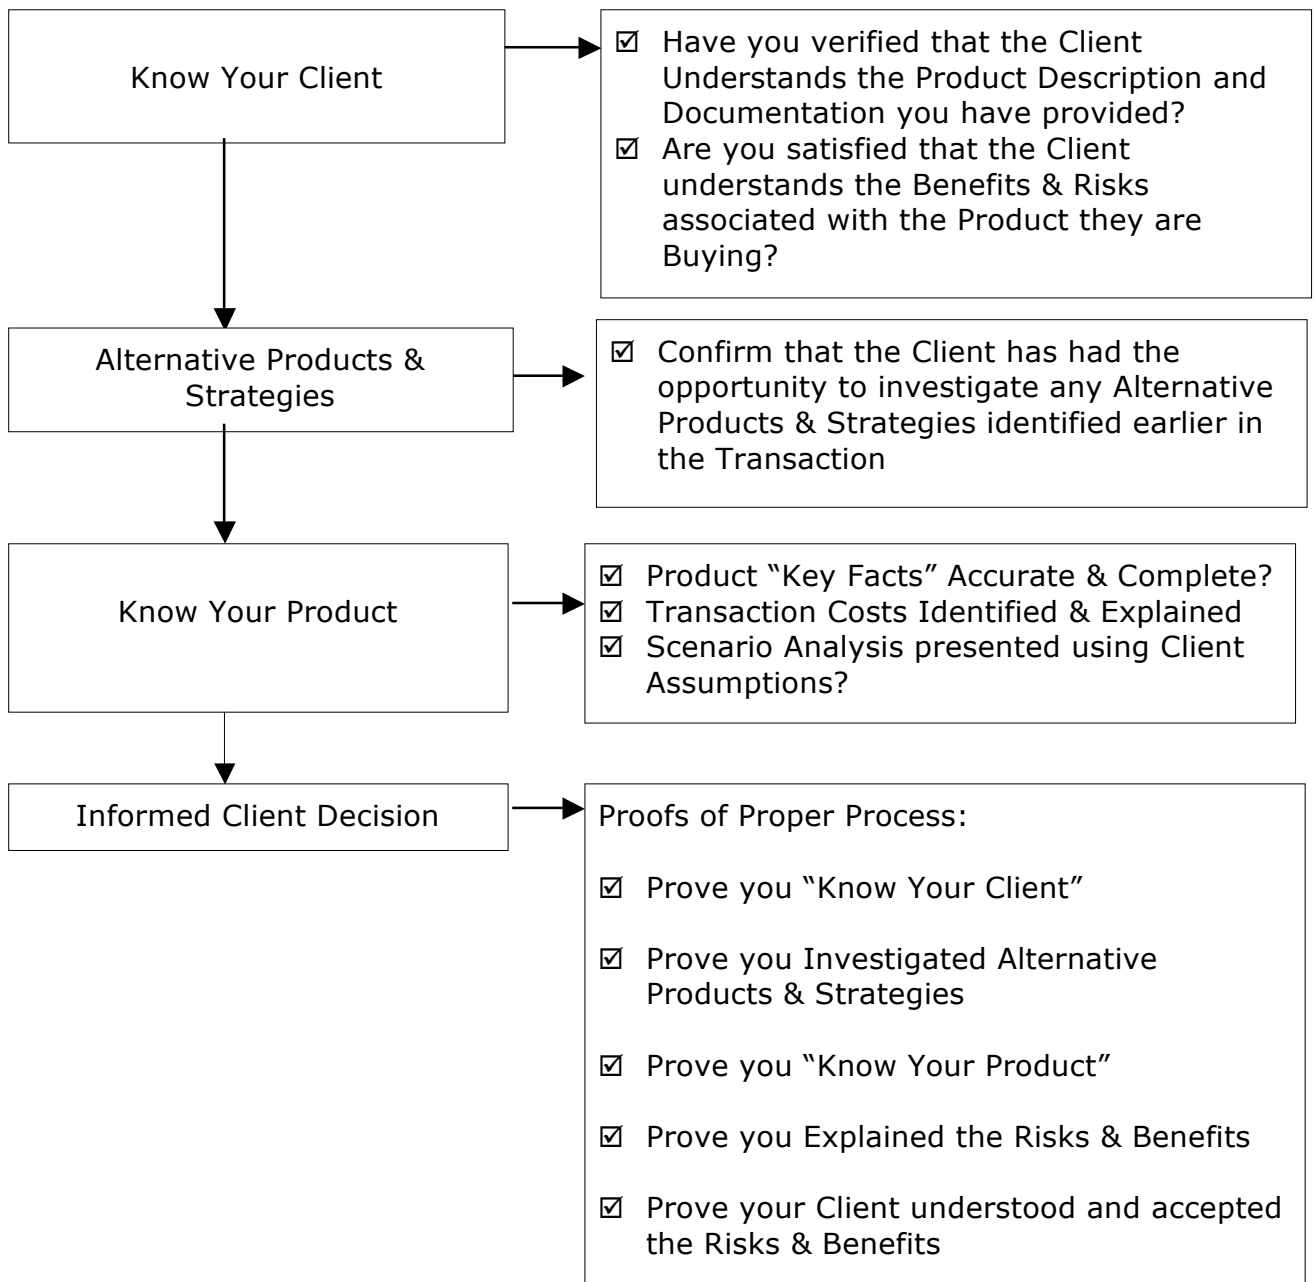 Know Your Client
☑ Have you verified that the Client
Understands the Product Description and
Documentation you have provided?
☑ Are you satisfied that the Client
understands the Benefits & Risks
associated with the Product they are
Buying?
Alternative Products &
Strategies
☑ Confirm that the Client has had the
opportunity to investigate any Alternative
Products & Strategies identified earlier in
the Transaction
Know Your Product
☑ Product “Key Facts” Accurate & Complete?
☑ Transaction Costs Identified & Explained
☑ Scenario Analysis presented using Client
Assumptions?
Informed Client Decision
Proofs of Proper Process:
☑ Prove you “Know Your Client”
☑ Prove you Investigated Alternative
Products & Strategies
☑ Prove you “Know Your Product”
☑ Prove you Explained the Risks & Benefits
☑ Prove your Client understood and accepted
the Risks & Benefits